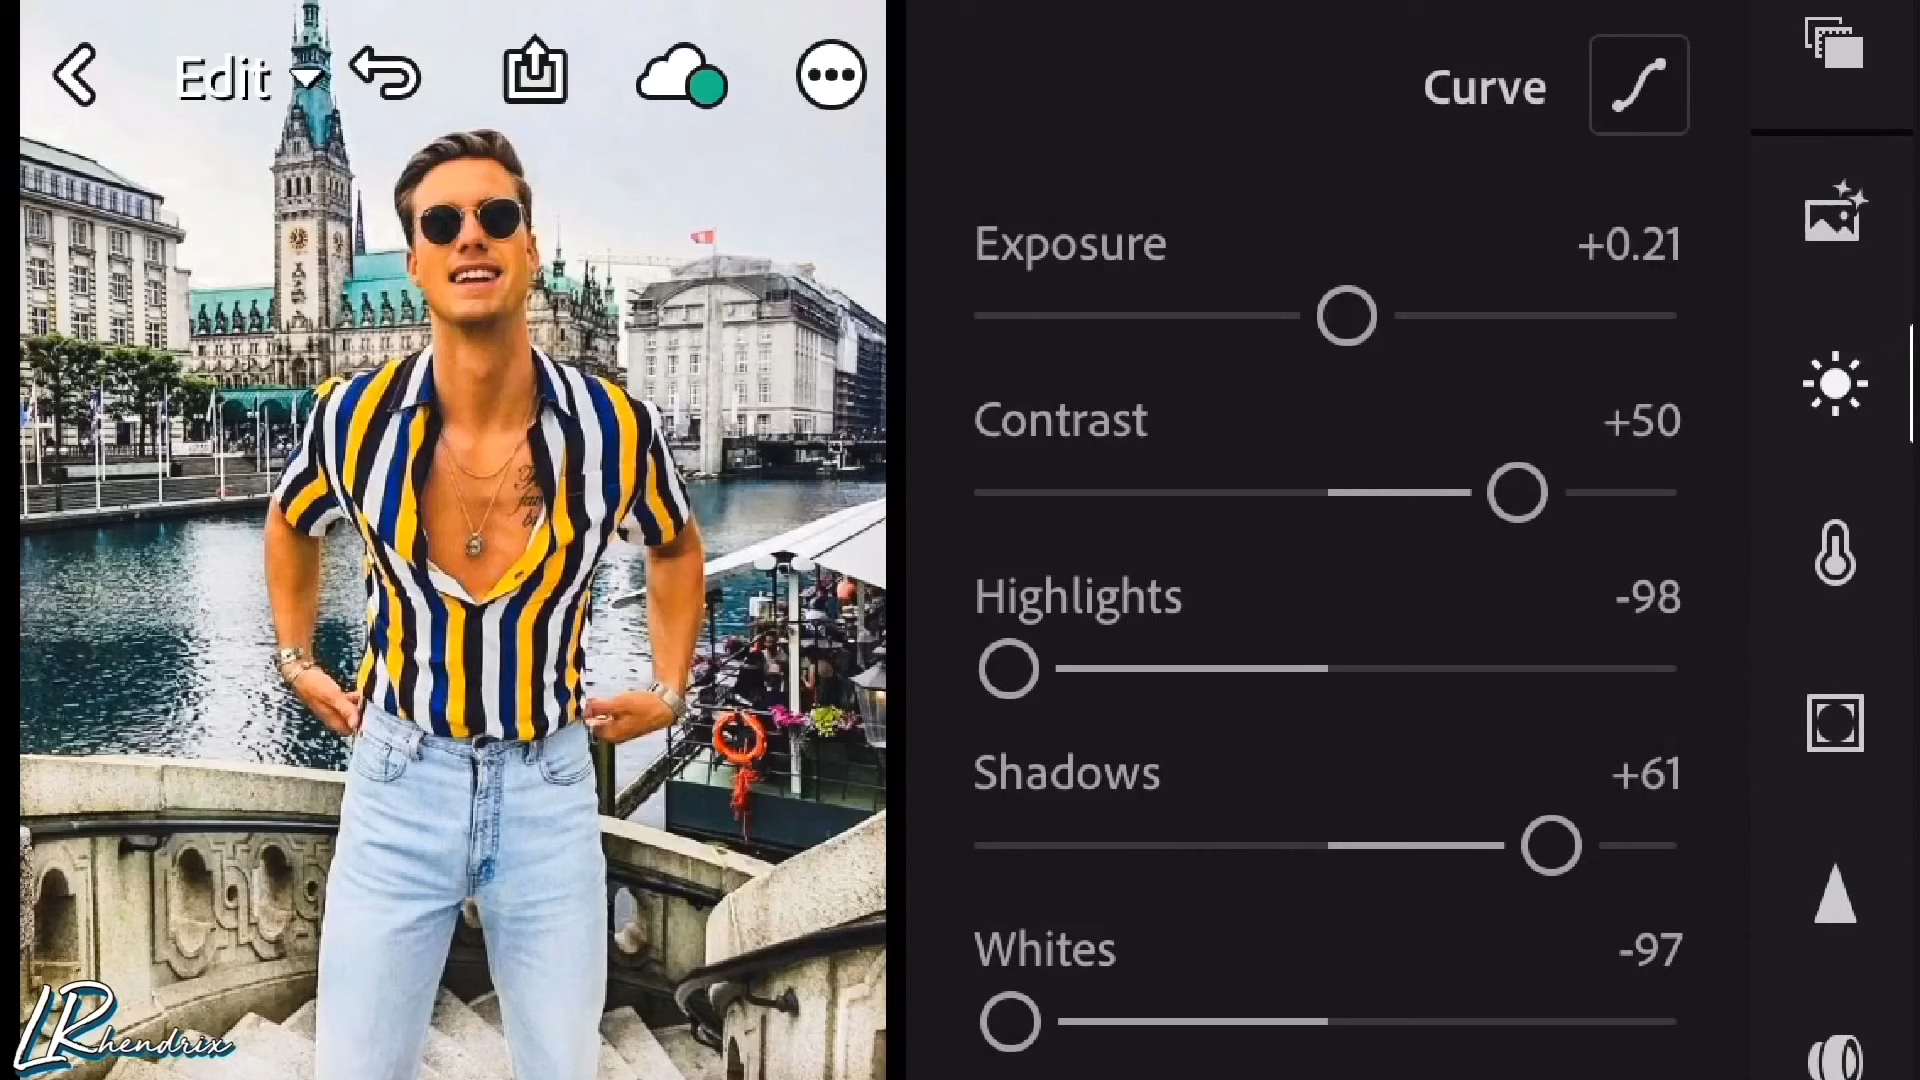 Edit
Curve
Exposure +0.21
Contrast +50
Highlights -98
Shadows +61
Whites -97
LRhendrix